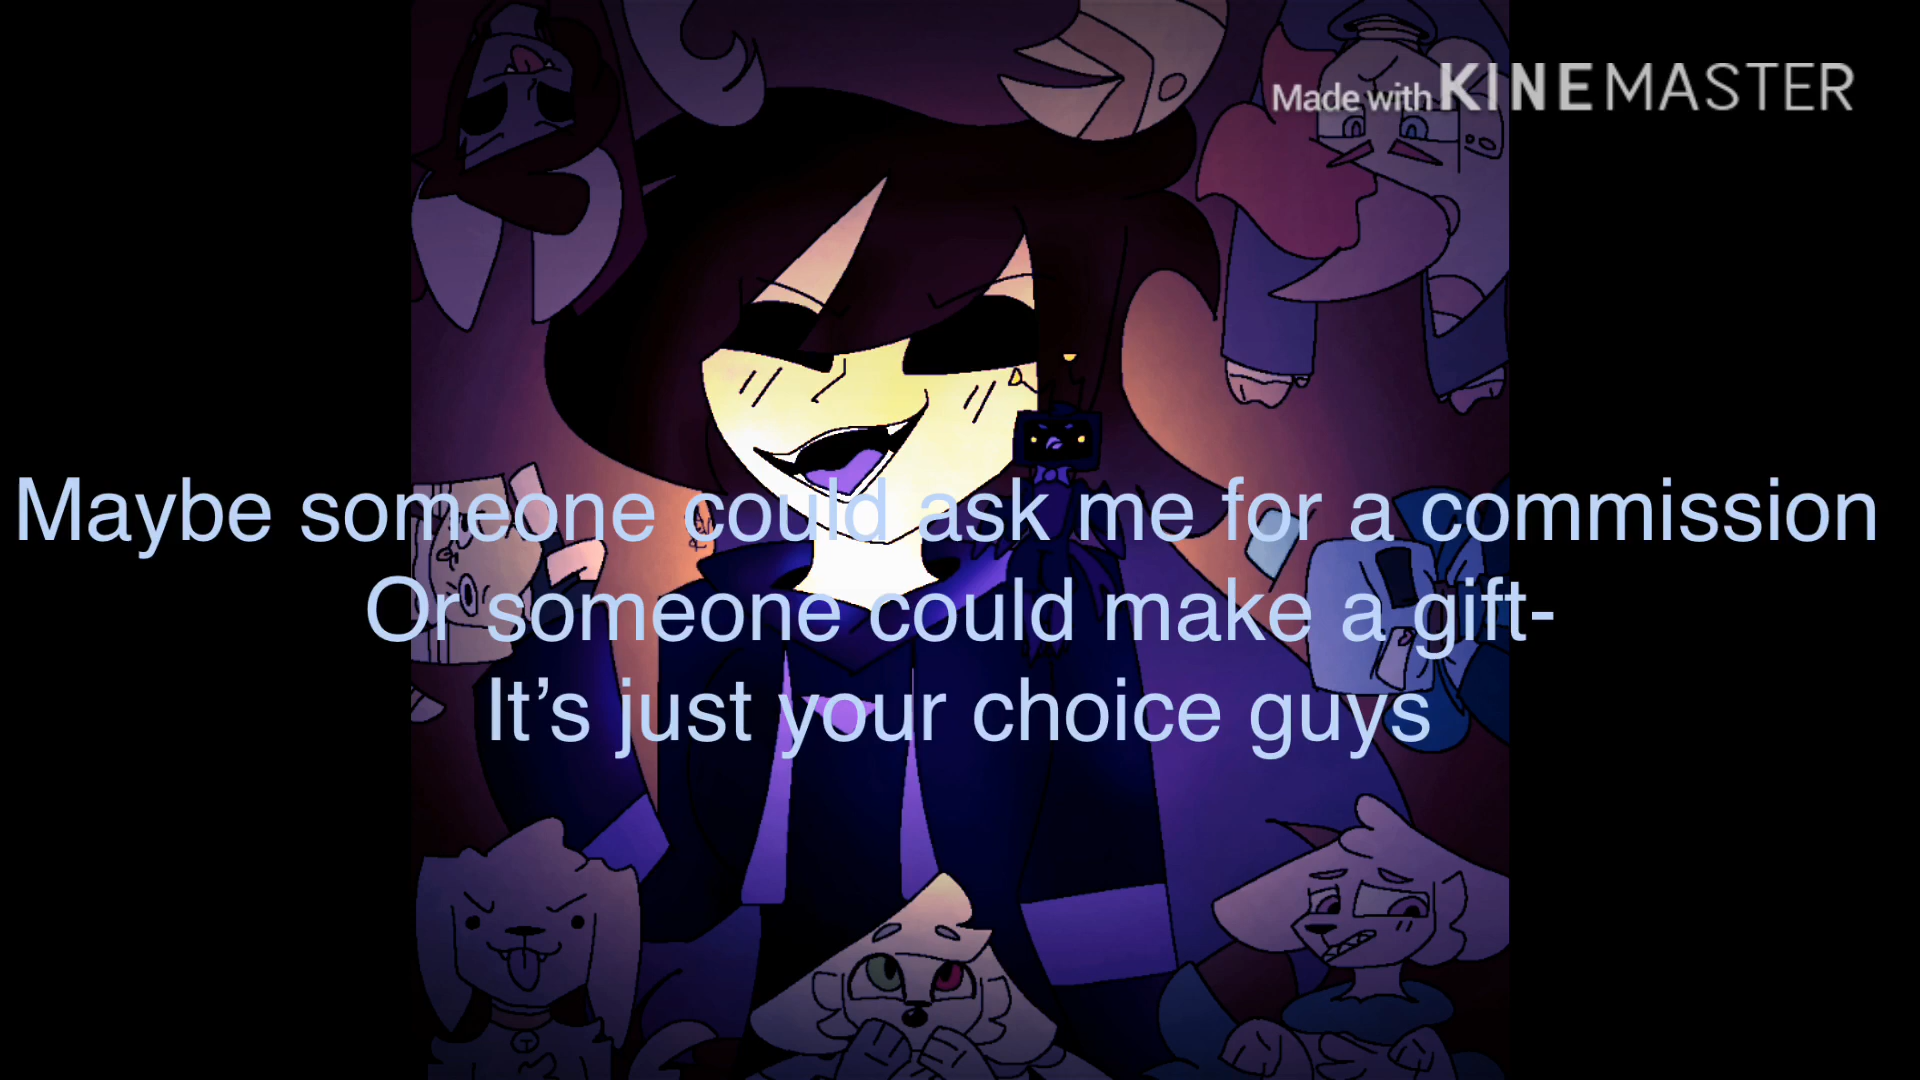 Made with KINEMASTER
Maybe someone could ask me for a commission
Or someone could make a gift-
It’s just your choice guys